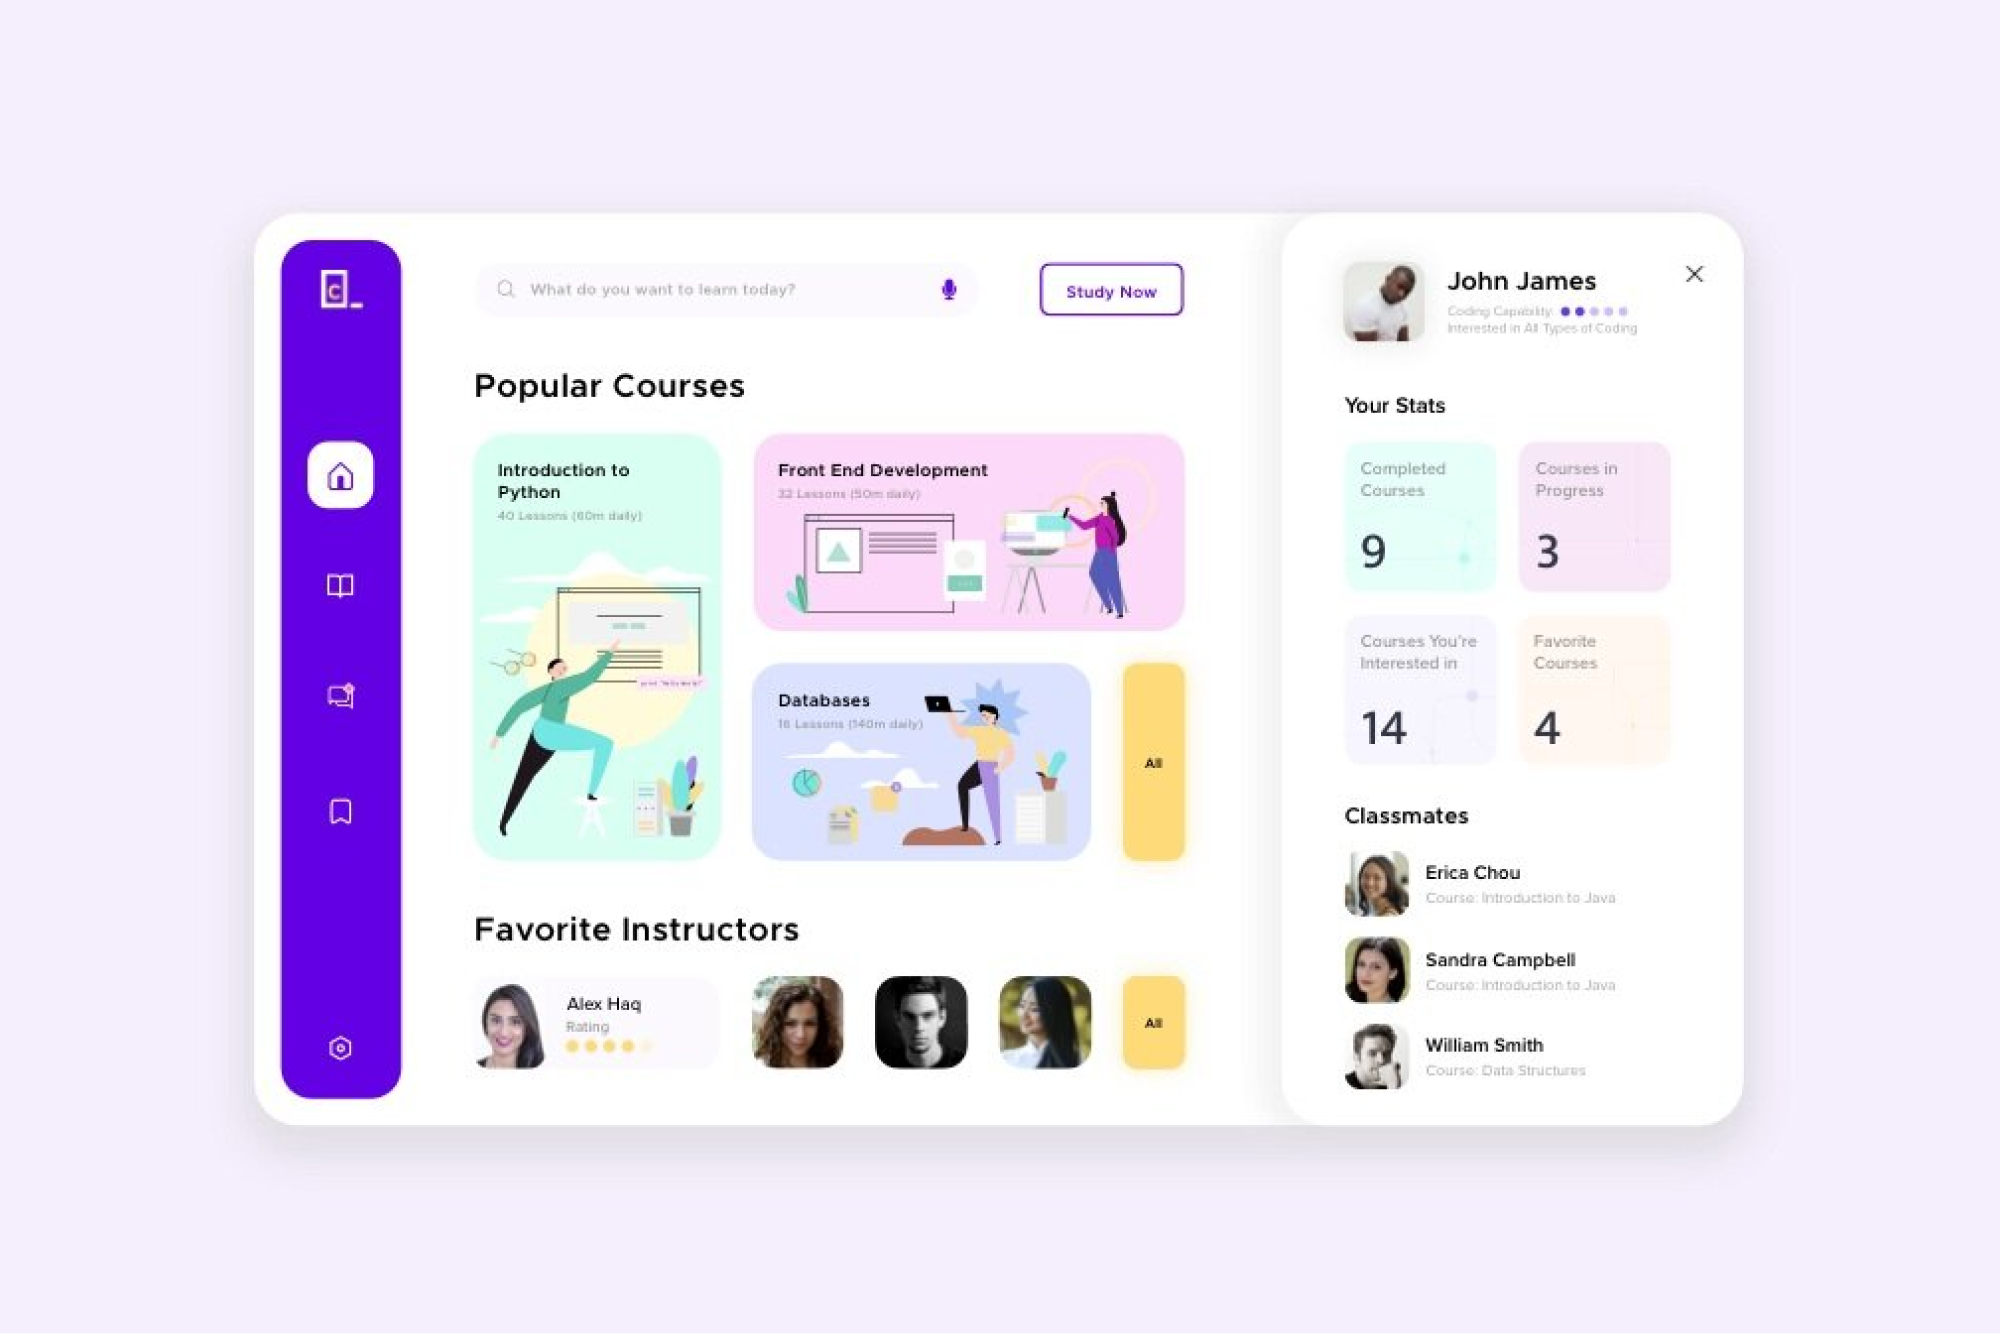 C_
What do you want to learn today?
Study Now
Popular Courses
Introduction to
Python
40 Lessons (60m daily)
Front End Development
32 Lessons (50m daily)
Databases
16 Lessons (140m daily)
All
Favorite Instructors
Alex Haq
Rating
All
John James
Coding Capability:
Interested in All Types of Coding
Your Stats
Completed
Courses
9
Courses in
Progress
3
Courses You're
Interested in
14
Favorite
Courses
4
Classmates
Erica Chou
Course: Introduction to Java
Sandra Campbell
Course: Introduction to Java
William Smith
Course: Data Structures